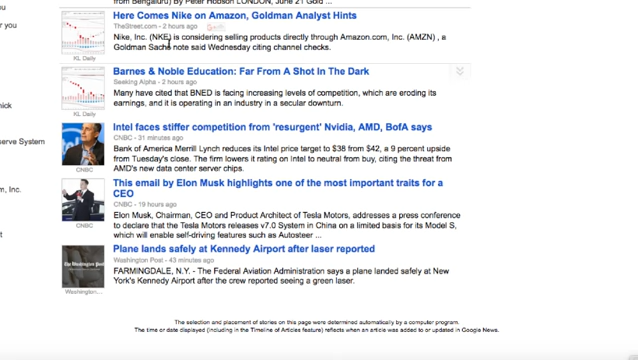 from Bengaluru) By Peter Hobson LONDON, June 21 Gold ...
Here Comes Nike on Amazon, Goldman Analyst Hints
TheStreet.com - 2 hours ago
Nike, Inc. (NKE) is considering selling products directly through Amazon.com, Inc. (AMZN) , a
Goldman Sachs note said Wednesday citing channel checks.
KL Daily
Barnes & Noble Education: Far From A Shot In The Dark
Seeking Alpha - 2 hours ago
Many have cited that BNED is facing increasing levels of competition, which are eroding its
earnings, and it is operating in an industry in a secular downturn.
KL Daily
Intel faces stiffer competition from 'resurgent' Nvidia, AMD, BofA says
CNBC - 31 minutes ago
Bank of America Merrill Lynch reduces its Intel price target to $38 from $42, a 9 percent upside
from Tuesday's close. The firm lowers it rating on Intel to neutral from buy, citing the threat from
AMD's new data center server chips.
CNBC
This email by Elon Musk highlights one of the most important traits for a
CEO
CNBC - 19 hours ago
Elon Musk, Chairman, CEO and Product Architect of Tesla Motors, addresses a press conference
to declare that the Tesla Motors releases v7.0 System in China on a limited basis for its Model S,
which will enable self-driving features such as Autosteer ...
CNBC
Plane lands safely at Kennedy Airport after laser reported
Washington Post - 43 minutes ago
FARMINGDALE, N.Y. - The Federal Aviation Administration says a plane landed safely at New
York's Kennedy Airport after the crew reported seeing a green laser.
The Washington Post
Washington,...
The selection and placement of stories on this page were determined automatically by a computer program.
The time or date displayed (including in the Timeline of Articles feature) reflects when an article was added to or updated in Google News.
r you
nick
serve System
, Inc.
t